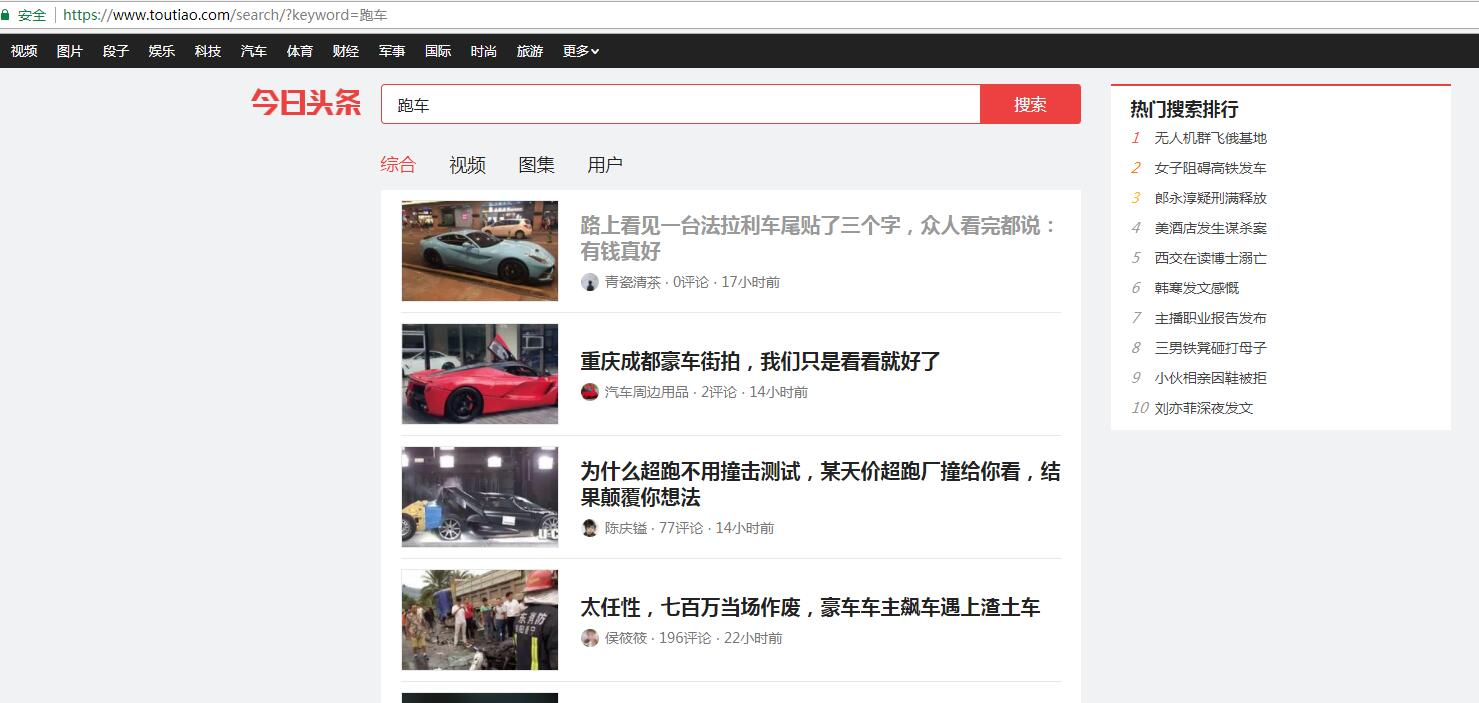 安全 | https://www.toutiao.com/search/?keyword=跑车
视频 图片 段子 娱乐 科技 汽车 体育 财经 军事 国际 时尚 旅游 更多
今日头条
跑车
搜索
综合 视频 图集 用户
路上看见一台法拉利车尾贴了三个字，众人看完都说：
有钱真好
青瓷清茶 · 0评论 · 17小时前
重庆成都豪车街拍，我们只是看看就好了
汽车周边用品 · 2评论 · 14小时前
为什么超跑不用撞击测试，某天价超跑厂撞给你看，结
果颠覆你想法
陈庆镒 · 77评论 · 14小时前
太任性，七百万当场作废，豪车车主飙车遇上渣土车
侯筱筱 · 196评论 · 22小时前
热门搜索排行
1 无人机群飞俄基地
2 女子阻碍高铁发车
3 郎永淳疑刑满释放
4 美酒店发生谋杀案
5 西交在读博士溺亡
6 韩寒发文感慨
7 主播职业报告发布
8 三男铁凳砸打母子
9 小伙相亲因鞋被拒
10 刘亦菲深夜发文